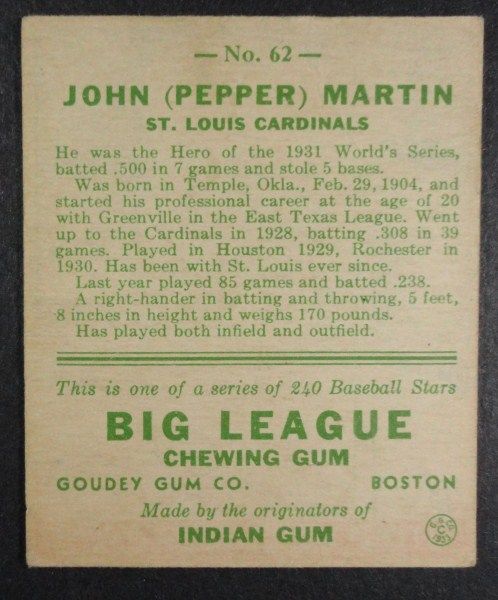 — No. 62 —
JOHN (PEPPER) MARTIN
ST. LOUIS CARDINALS
He was the Hero of the 1931 World's Series,
batted .500 in 7 games and stole 5 bases.
Was born in Temple, Okla., Feb. 29, 1904, and
started his professional career at the age of 20
with Greenville in the East Texas League. Went
up to the Cardinals in 1928, batting .308 in 39
games. Played in Houston 1929, Rochester in
1930. Has been with St. Louis ever since.
Last year played 85 games and batted .238.
A right-hander in batting and throwing, 5 feet,
8 inches in height and weighs 170 pounds.
Has played both infield and outfield.
This is one of a series of 240 Baseball Stars
BIG LEAGUE
CHEWING GUM
GOUDEY GUM CO. BOSTON
Made by the originators of
INDIAN GUM
G. G. CO.
C
1933